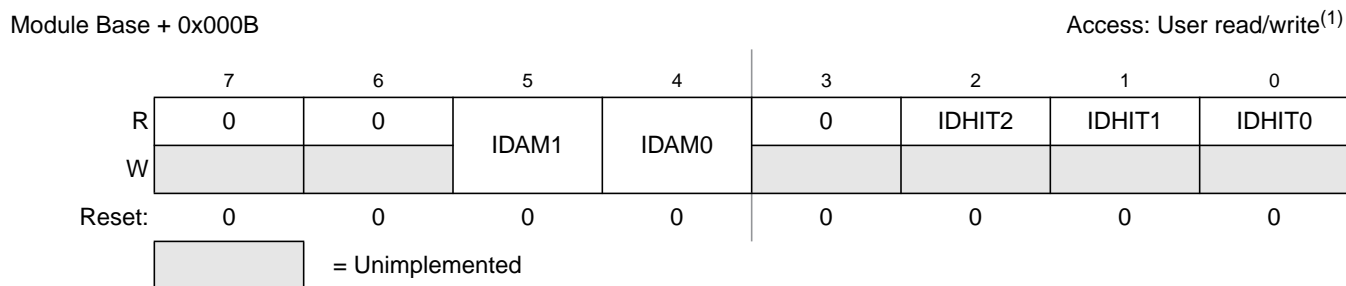 Module Base + 0x000B Access: User read/write(1)
7 6 5 4 3 2 1 0
R 0 0 IDAM1 IDAM0 0 IDHIT2 IDHIT1 IDHIT0
W
Reset: 0 0 0 0 0 0 0 0
= Unimplemented